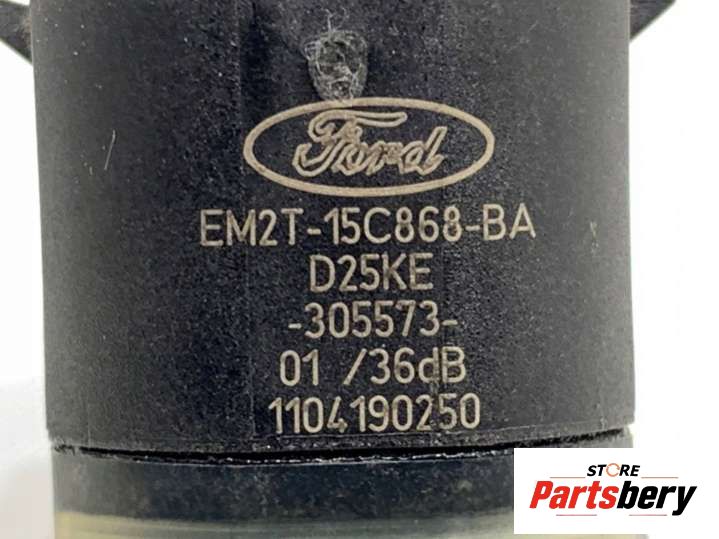 Ford
EM2T-15C868-BA
D25KE
-305573-
01 /36dB
1104190250
STORE
Partsbery